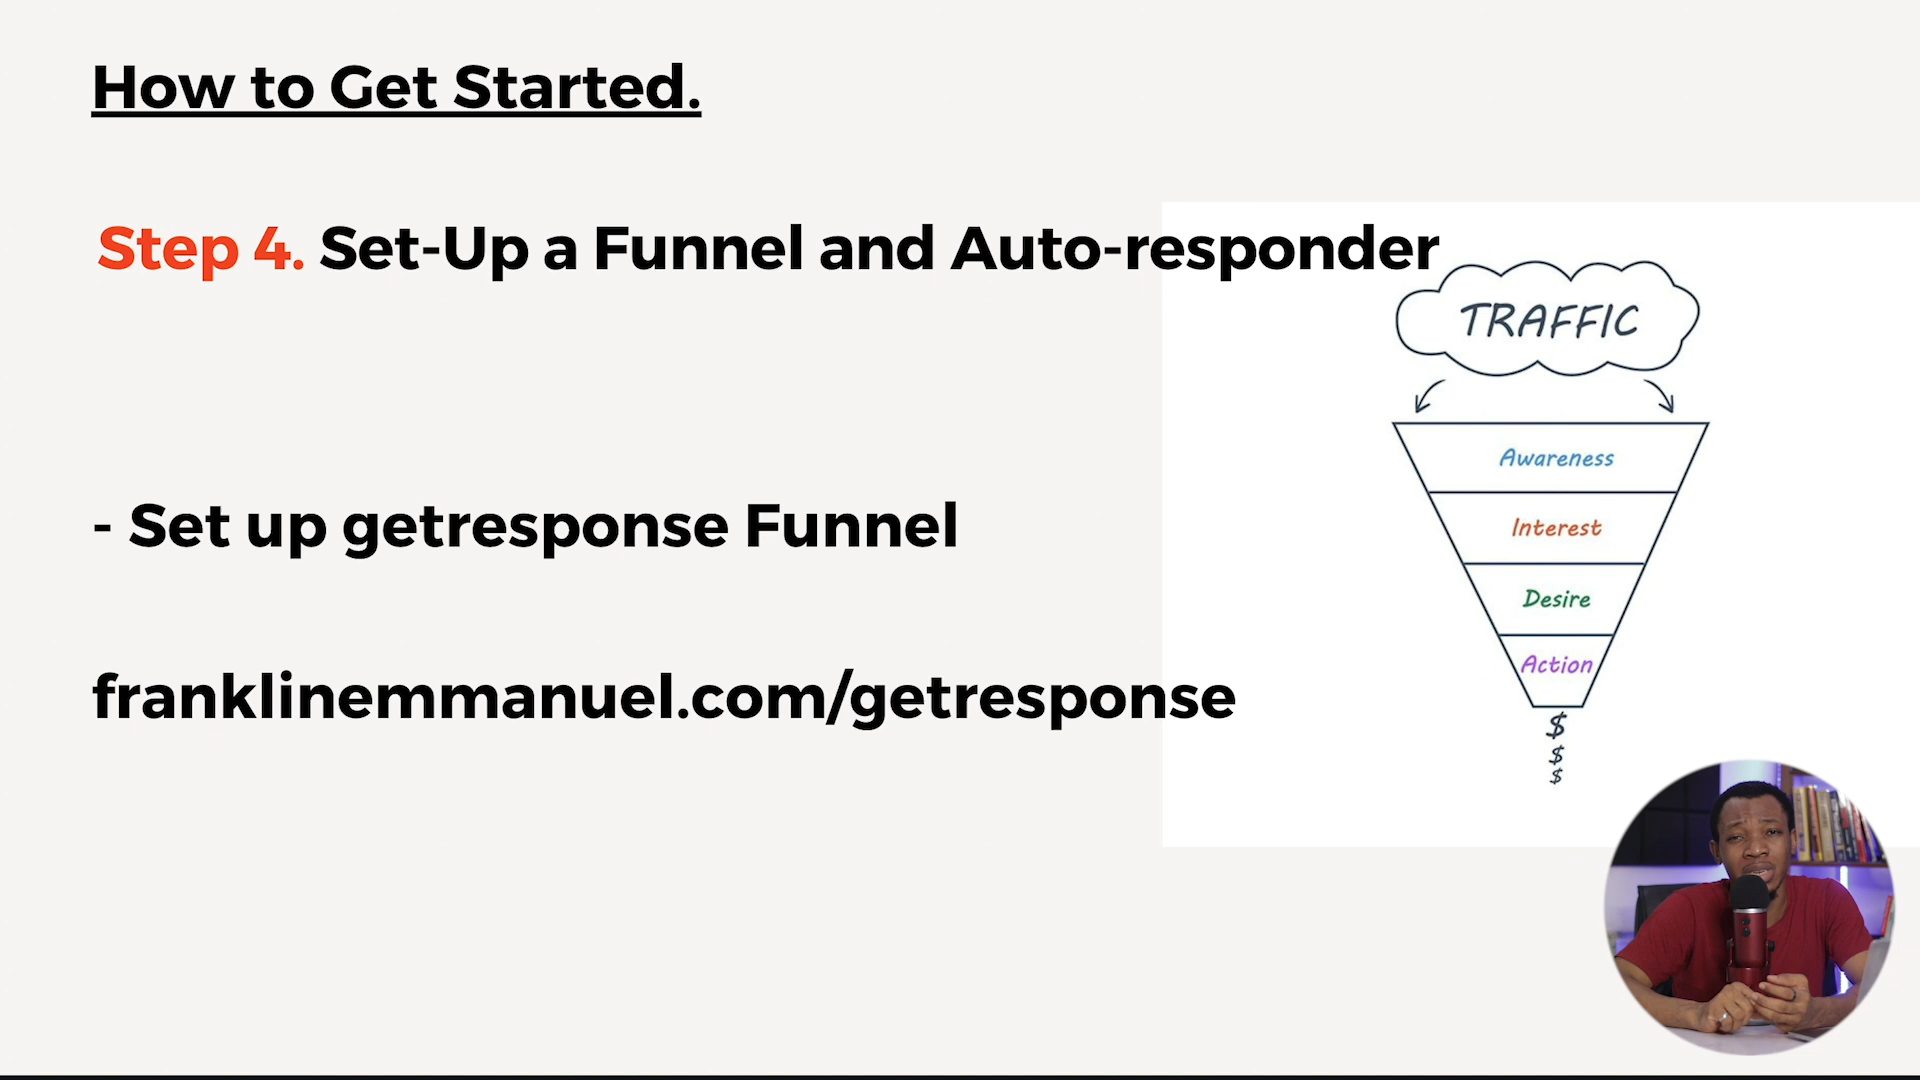 How to Get Started.
Step 4. Set-Up a Funnel and Auto-responder
- Set up getresponse Funnel
franklinemmanuel.com/getresponse
TRAFFIC
Awareness
Interest
Desire
Action
$
$
$